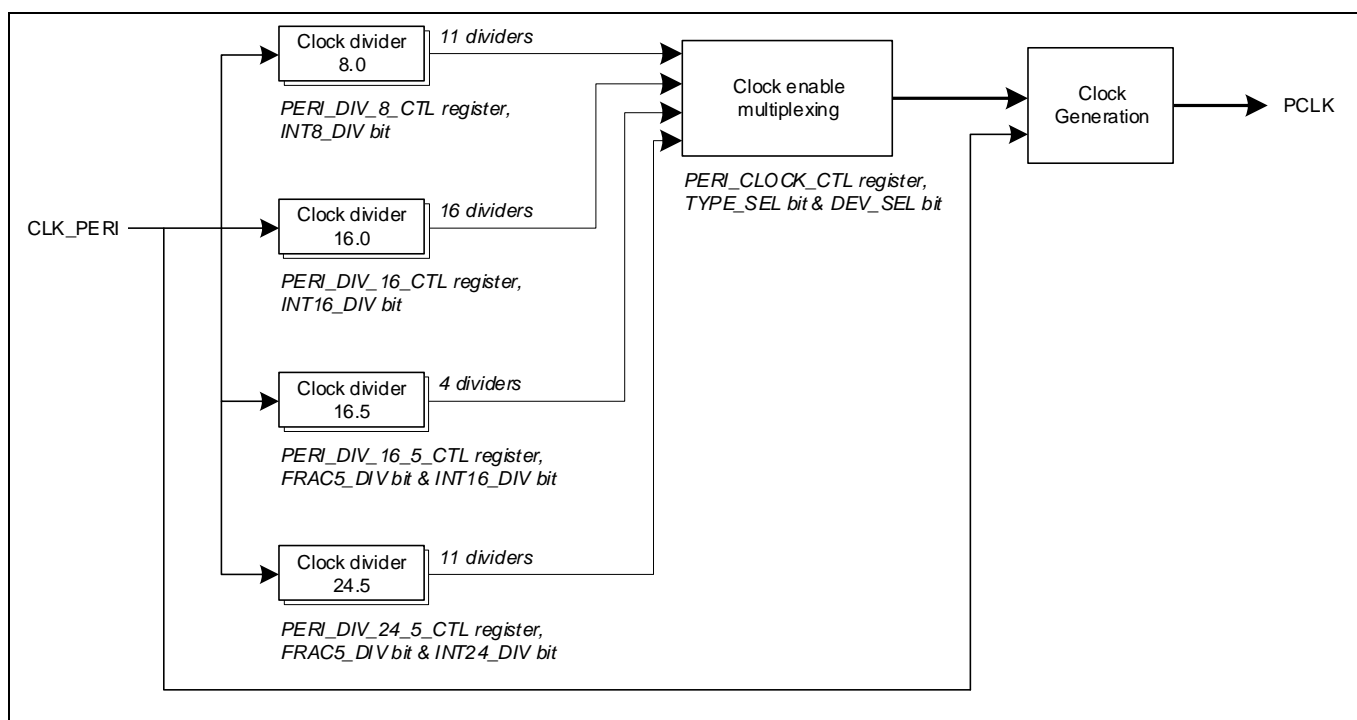 Clock divider
8.0
11 dividers
PERI_DIV_8_CTL register,
INT8_DIV bit
Clock enable
multiplexing
PERI_CLOCK_CTL register,
TYPE_SEL bit & DEV_SEL bit
Clock
Generation
PCLK
CLK_PERI
Clock divider
16.0
16 dividers
PERI_DIV_16_CTL register,
INT16_DIV bit
Clock divider
16.5
4 dividers
PERI_DIV_16_5_CTL register,
FRAC5_DIV bit & INT16_DIV bit
Clock divider
24.5
11 dividers
PERI_DIV_24_5_CTL register,
FRAC5_DIV bit & INT24_DIV bit